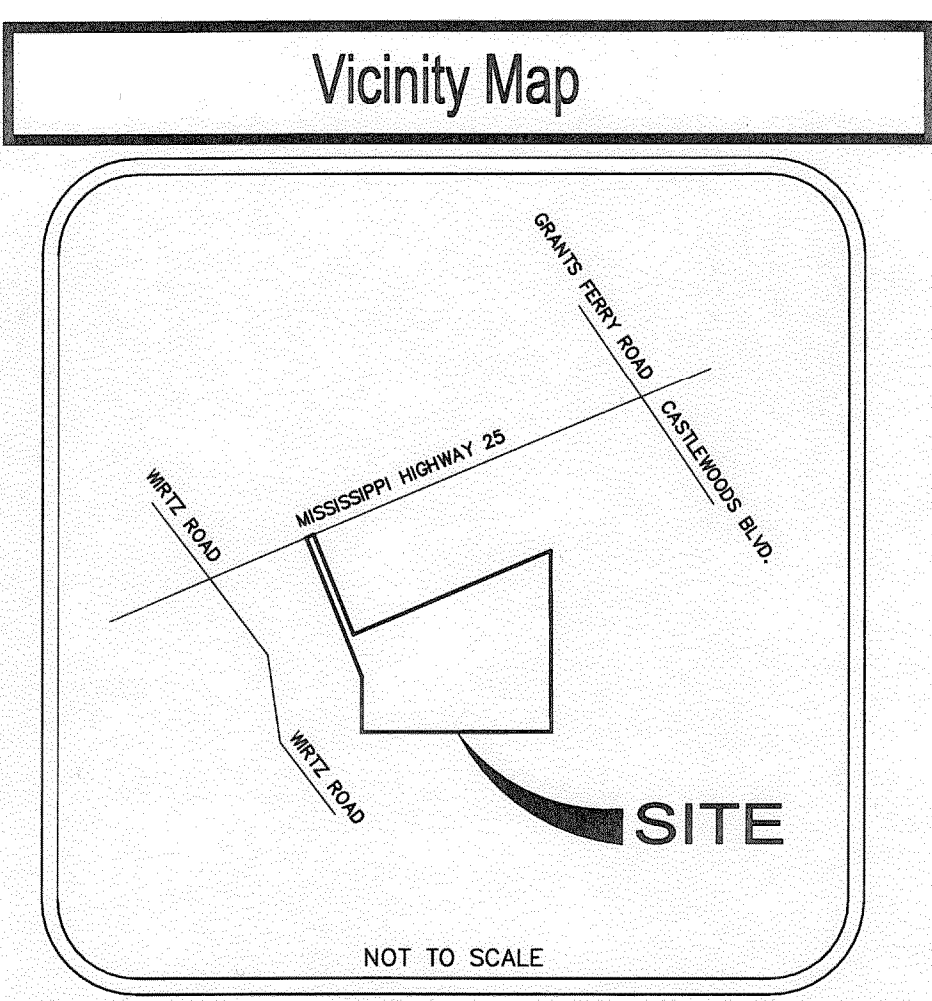 Vicinity Map
GRANTS FERRY ROAD
CASTLEWOODS BLVD.
MISSISSIPPI HIGHWAY 25
WIRTZ ROAD
WIRTZ ROAD
SITE
NOT TO SCALE